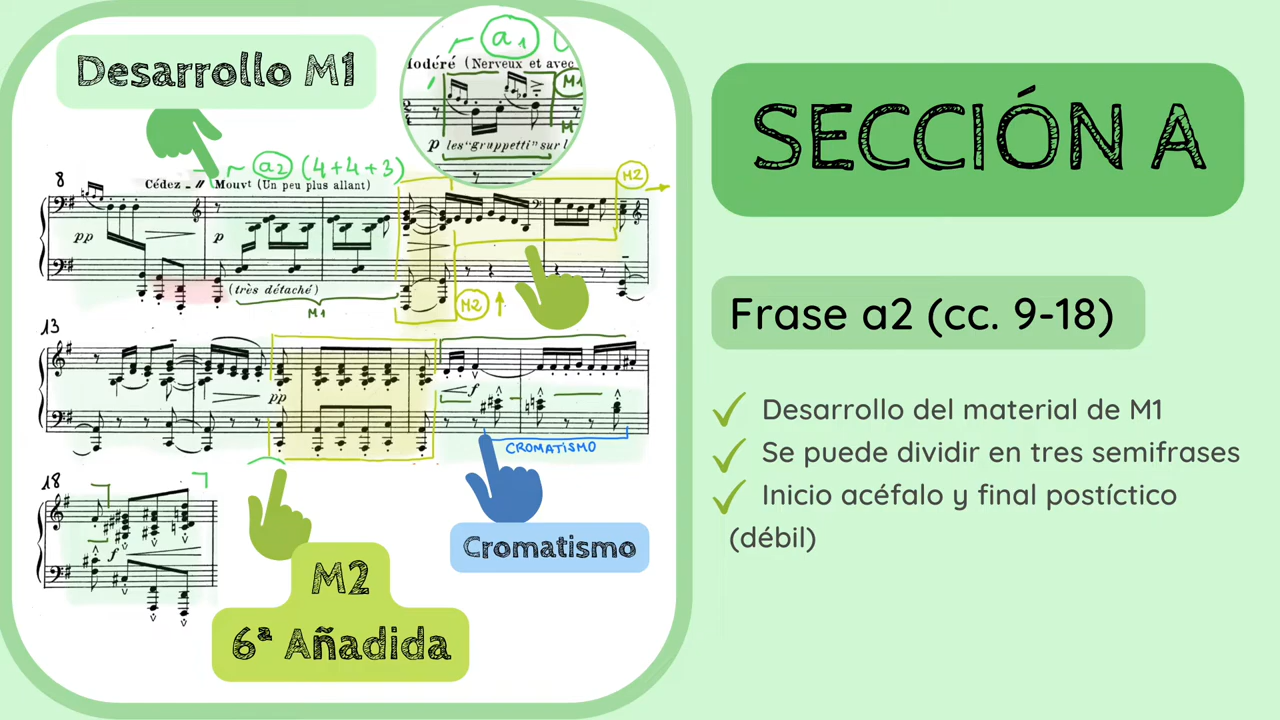 Desarrollo M1
a1 (
lodéré (Nerveux et avec
M1
p les "gruppetti" sur l
a2 (4+4+3)
M2
8
Cédez _ // Mouvt (Un peu plus allant)
pp
p
p
(très détaché)
M1
M2
13
pp
f
CROMATISMO
18
f
Cromatismo
M2
6ª Añadida
SECCIÓN A
Frase a2 (cc. 9-18)
Desarrollo del material de M1
Se puede dividir en tres semifrases
Inicio acéfalo y final postíctico
(débil)